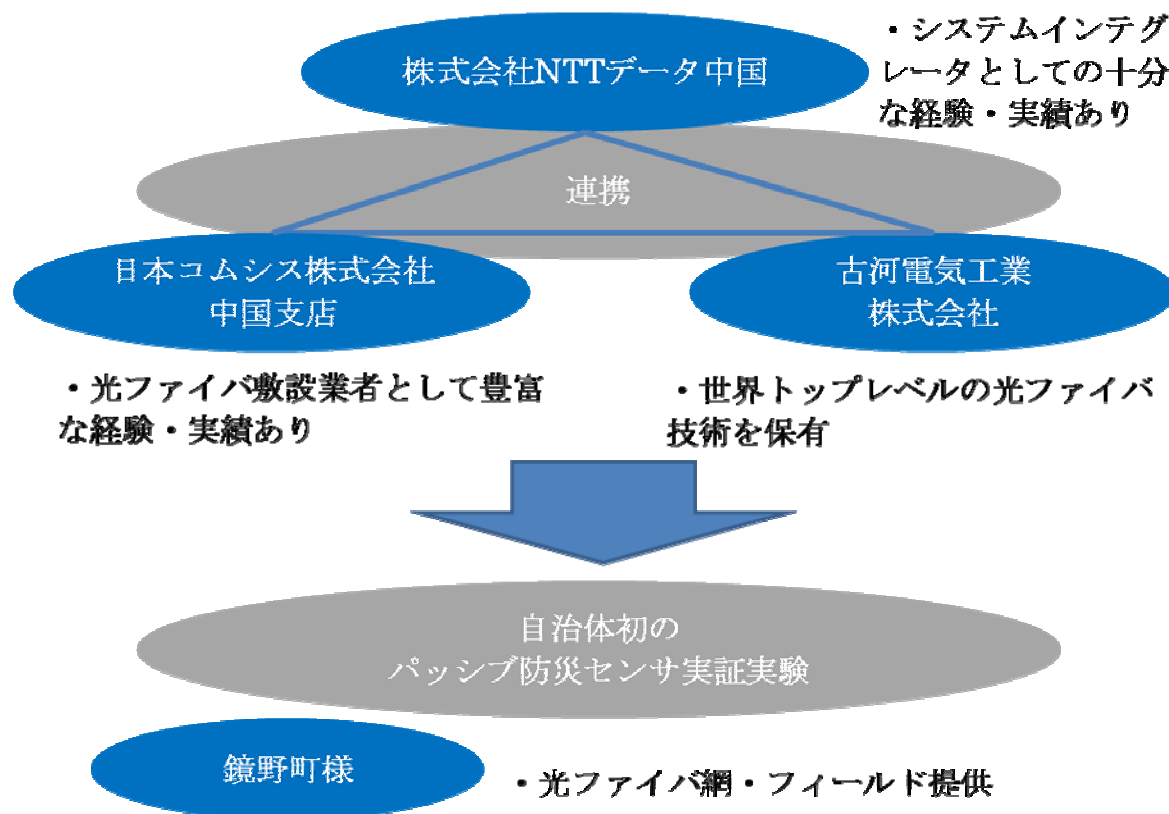 株式会社NTTデータ中国
・システムインテグ
レータとしての十分
な経験・実績あり
連携
日本コムシス株式会社
中国支店
古河電気工業
株式会社
・光ファイバ敷設業者として豊富
な経験・実績あり
・世界トップレベルの光ファイバ
技術を保有
自治体初の
パッシブ防災センサ実証実験
鏡野町様
・光ファイバ網・フィールド提供